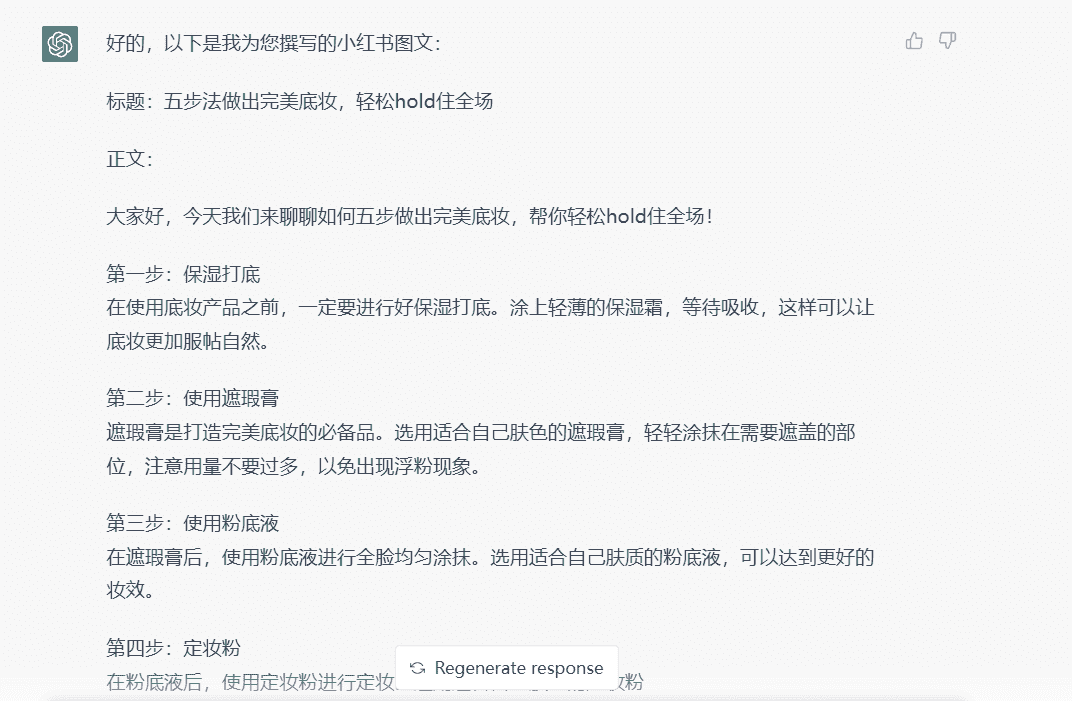 好的，以下是我为您撰写的小红书图文：
标题：五步法做出完美底妆，轻松hold住全场
正文：
大家好，今天我们来聊聊如何五步做出完美底妆，帮你轻松hold住全场！
第一步：保湿打底
在使用底妆产品之前，一定要进行好保湿打底。涂上轻薄的保湿霜，等待吸收，这样可以让
底妆更加服帖自然。
第二步：使用遮瑕膏
遮瑕膏是打造完美底妆的必备品。选用适合自己肤色的遮瑕膏，轻轻涂抹在需要遮盖的部
位，注意用量不要过多，以免出现浮粉现象。
第三步：使用粉底液
在遮瑕膏后，使用粉底液进行全脸均匀涂抹。选用适合自己肤质的粉底液，可以达到更好的
妆效。
第四步：定妆粉
Regenerate response
在粉底液后，使用定妆粉进行定妆 妆粉